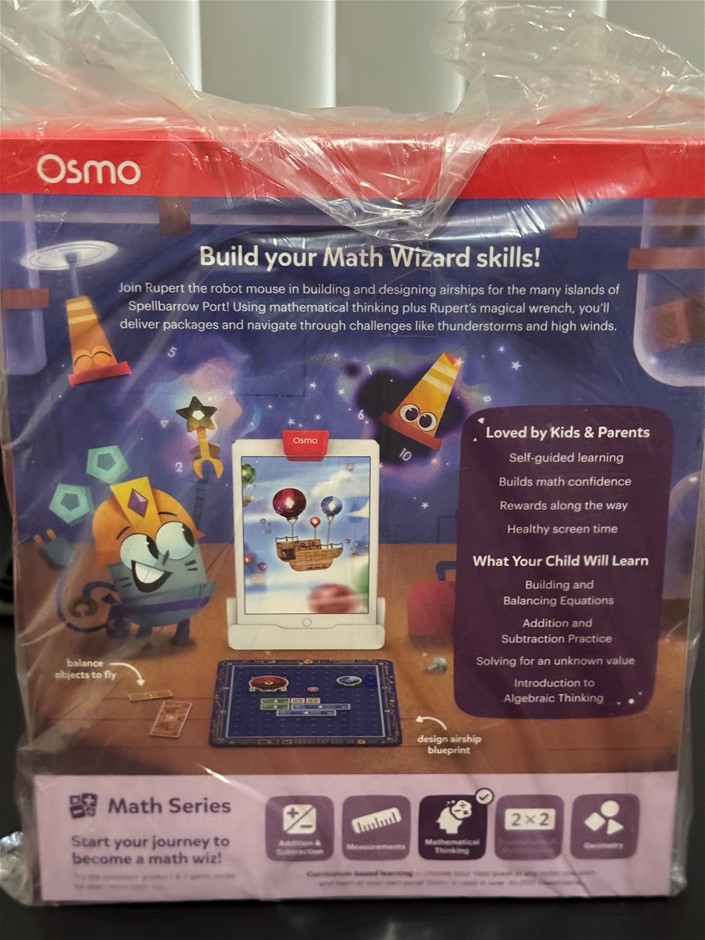 Osmo
Build your Math Wizard skills!
Join Rupert the robot mouse in building and designing airships for the many islands of
Spellbarrow Port! Using mathematical thinking plus Rupert's magical wrench, you'll
deliver packages and navigate through challenges like thunderstorms and high winds.
5
1
6
2
10
Osmo
Loved by Kids & Parents
Self-guided learning
Builds math confidence
Rewards along the way
Healthy screen time
What Your Child Will Learn
Building and
Balancing Equations
Addition and
Subtraction Practice
Solving for an unknown value
Introduction to
Algebraic Thinking
balance
objects to fly
design airship
blueprint
Math Series
Start your journey to
become a math wiz!
Addition &
Subtraction
Measurements
Mathematical
Thinking
2 × 2
Geometry
Curriculum-based learning